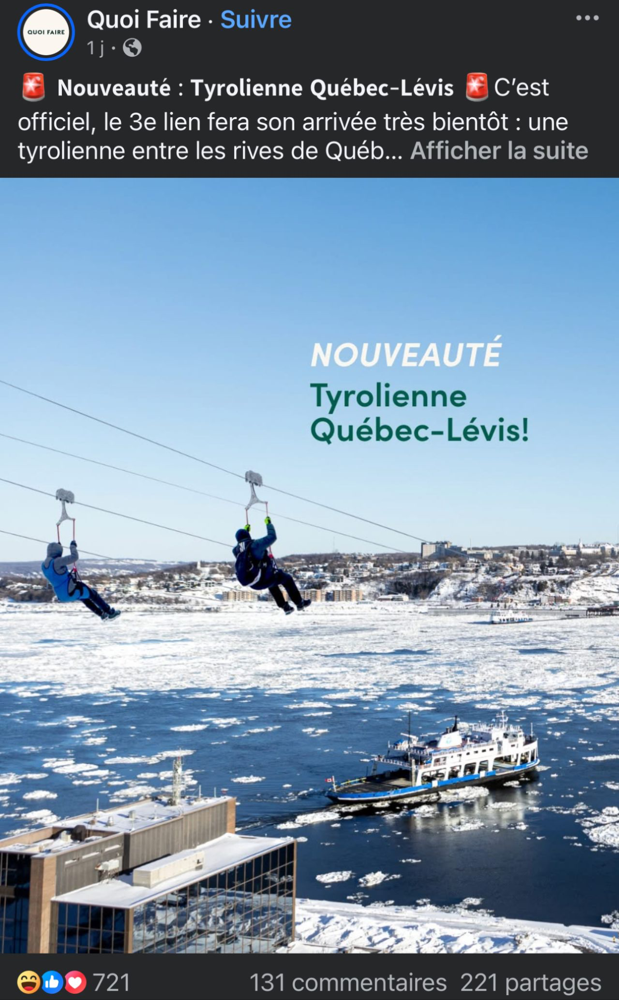 QUOI FAIRE
Quoi Faire · Suivre
1 j ·
🚨 Nouveauté : Tyrolienne Québec-Lévis 🚨 C’est
officiel, le 3e lien fera son arrivée très bientôt : une
tyrolienne entre les rives de Québ... Afficher la suite
NOUVEAUTÉ
Tyrolienne
Québec-Lévis!
721
131 commentaires 221 partages